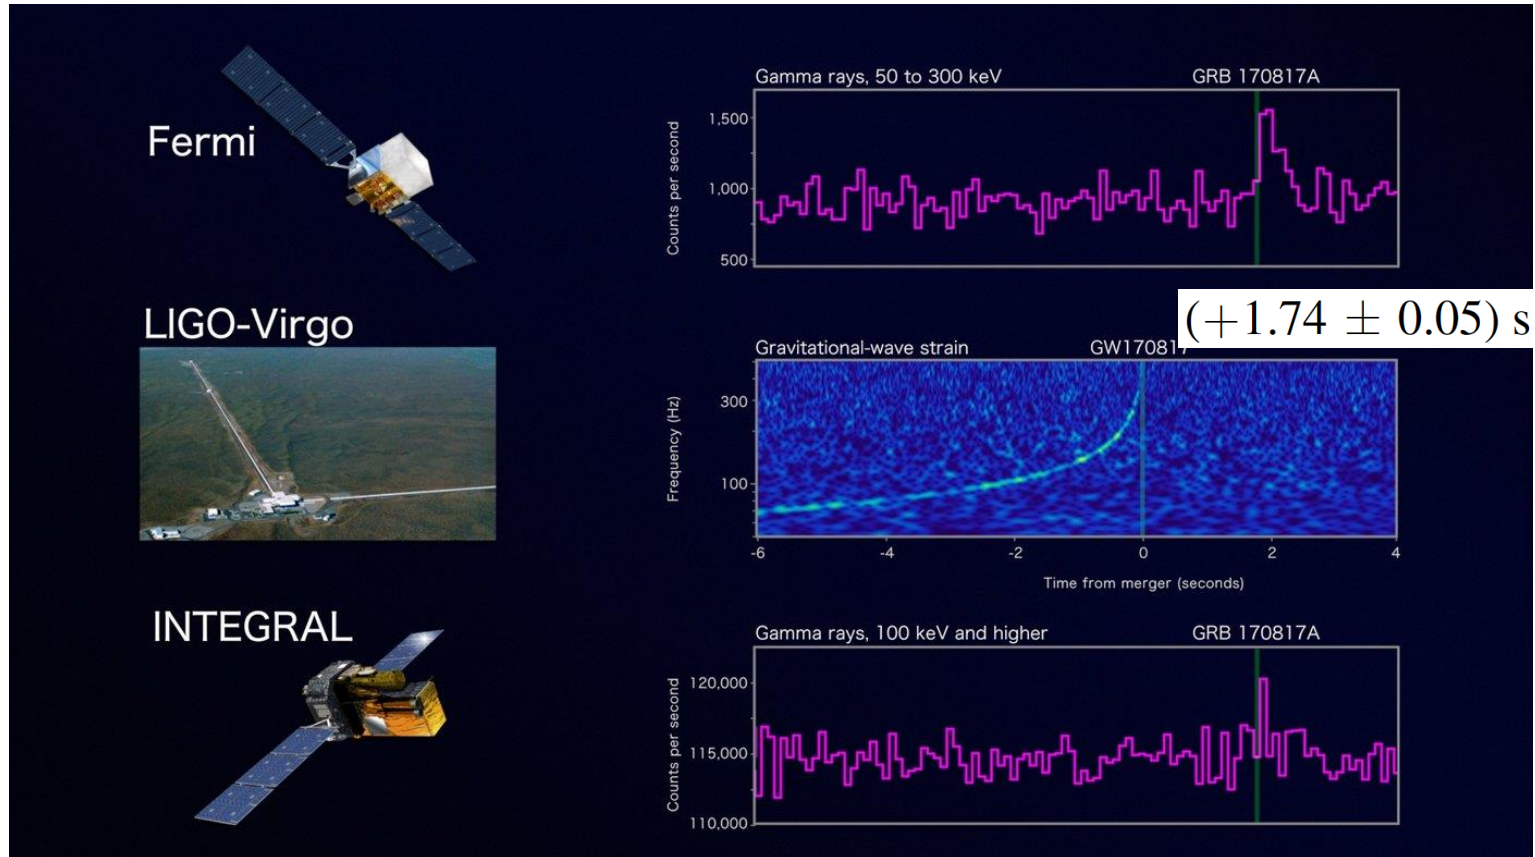 Fermi
Gamma rays, 50 to 300 keV
GRB 170817A
Counts per second
1,500
1,000
500
LIGO-Virgo
(+1.74 ± 0.05) s
Gravitational-wave strain
GW170817
Frequency (Hz)
300
100
-6
-4
-2
0
2
4
Time from merger (seconds)
INTEGRAL
Gamma rays, 100 keV and higher
GRB 170817A
Counts per second
120,000
115,000
110,000